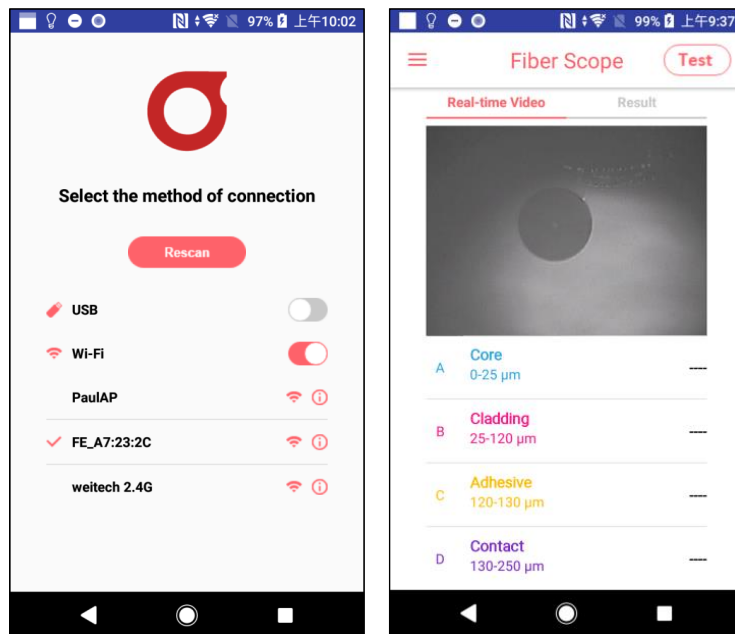 97% 上午10:02
Select the method of connection
Rescan
USB
Wi-Fi
PaulAP
FE_A7:23:2C
weitech 2.4G
99% 上午9:37
Fiber Scope
Test
Real-time Video
Result
A
Core
0-25 μm
----
B
Cladding
25-120 μm
----
C
Adhesive
120-130 μm
----
D
Contact
130-250 μm
----